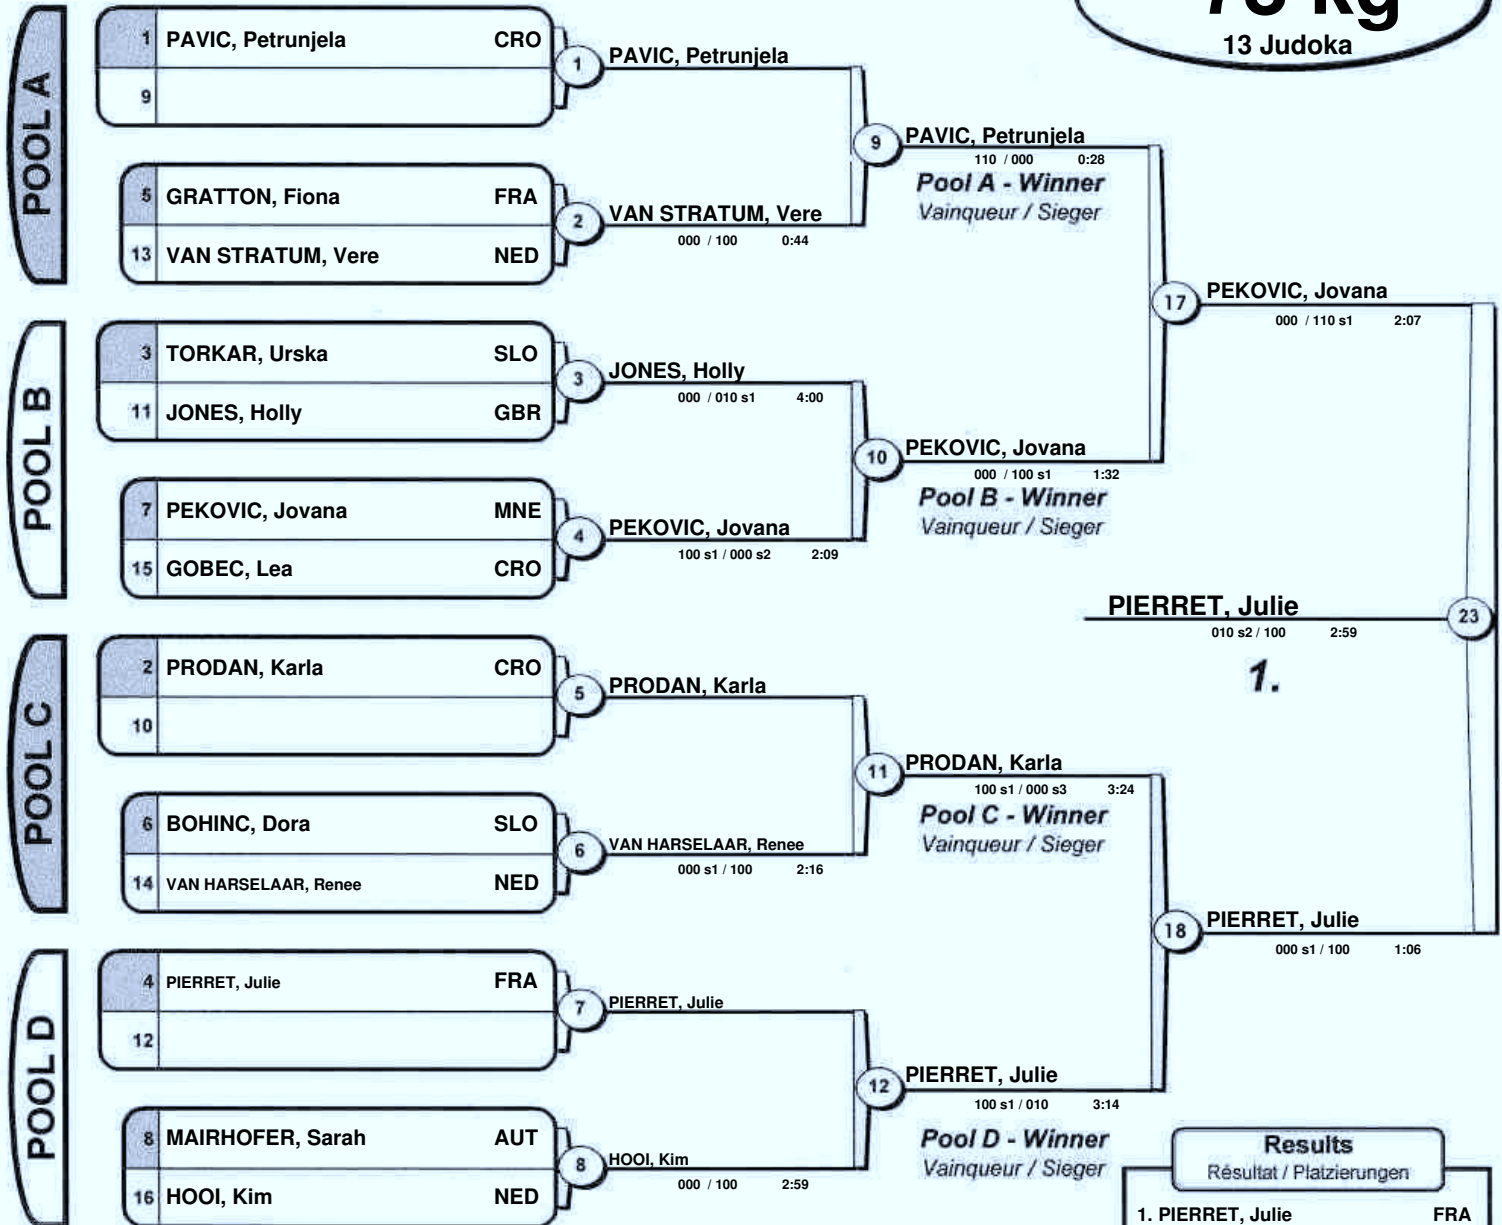 78 kg
13 Judoka
POOL A
1 PAVIC, Petrunjela CRO
9
1
PAVIC, Petrunjela
5 GRATTON, Fiona FRA
13 VAN STRATUM, Vere NED
2
VAN STRATUM, Vere
000 / 100 0:44
9
PAVIC, Petrunjela
110 / 000 0:28
Pool A - Winner
Vainqueur / Sieger
POOL B
3 TORKAR, Urska SLO
11 JONES, Holly GBR
3
JONES, Holly
000 / 010 s1 4:00
7 PEKOVIC, Jovana MNE
15 GOBEC, Lea CRO
4
PEKOVIC, Jovana
100 s1 / 000 s2 2:09
10
PEKOVIC, Jovana
000 / 100 s1 1:32
Pool B - Winner
Vainqueur / Sieger
17
PEKOVIC, Jovana
000 / 110 s1 2:07
PIERRET, Julie
23
010 s2 / 100 2:59
1.
POOL C
2 PRODAN, Karla CRO
10
5
PRODAN, Karla
6 BOHINC, Dora SLO
14 VAN HARSELAAR, Renee NED
6
VAN HARSELAAR, Renee
000 s1 / 100 2:16
11
PRODAN, Karla
100 s1 / 000 s3 3:24
Pool C - Winner
Vainqueur / Sieger
18
PIERRET, Julie
000 s1 / 100 1:06
POOL D
4 PIERRET, Julie FRA
12
7
PIERRET, Julie
8 MAIRHOFER, Sarah AUT
16 HOOI, Kim NED
8
HOOI, Kim
000 / 100 2:59
12
PIERRET, Julie
100 s1 / 010 3:14
Pool D - Winner
Vainqueur / Sieger
Results
Résultat / Platzierungen
1. PIERRET, Julie FRA